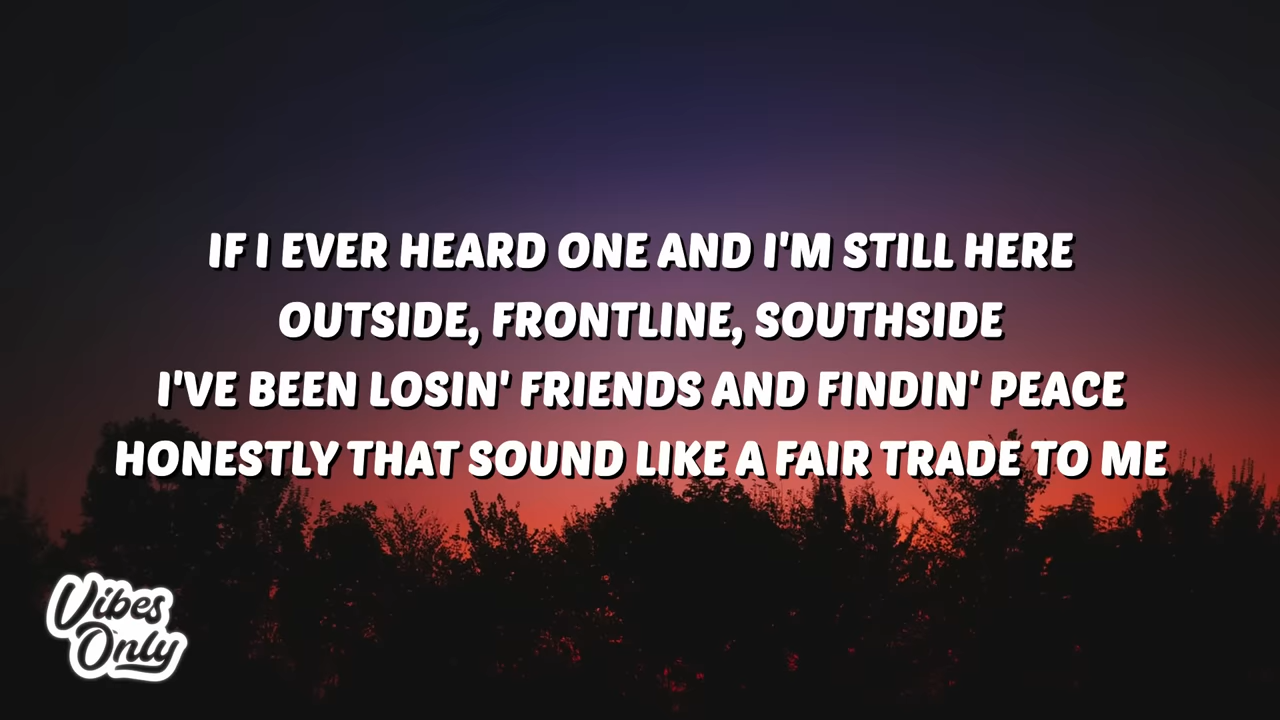 IF I EVER HEARD ONE AND I'M STILL HERE
OUTSIDE, FRONTLINE, SOUTHSIDE
I'VE BEEN LOSIN' FRIENDS AND FINDIN' PEACE
HONESTLY THAT SOUND LIKE A FAIR TRADE TO ME
Vibes
Only